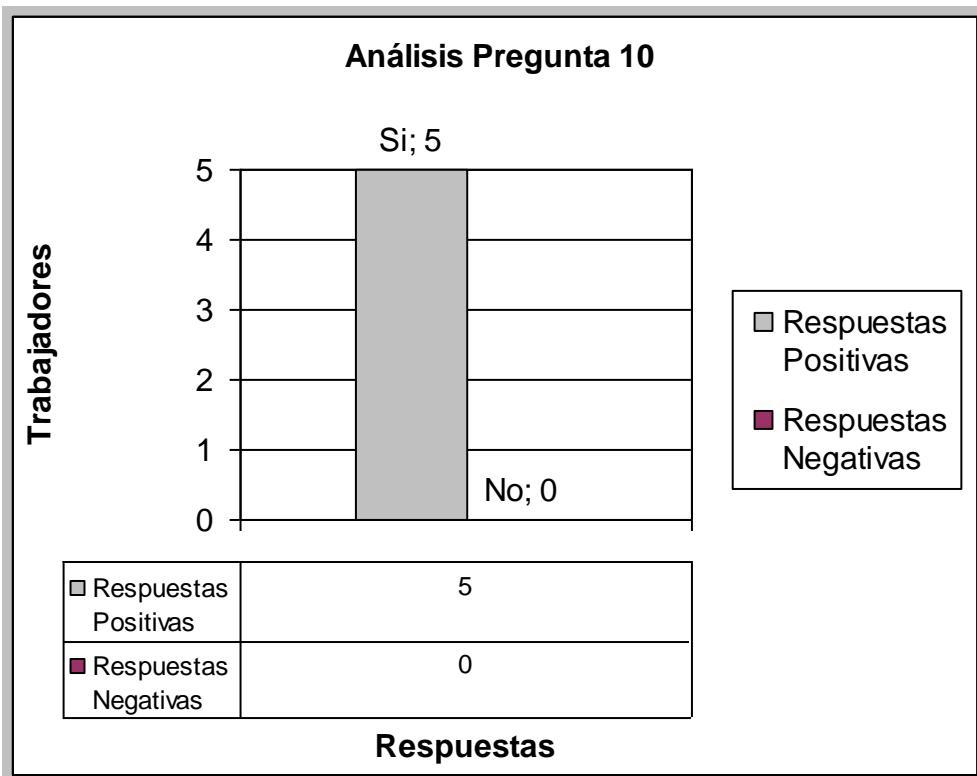 Análisis Pregunta 10
Si; 5
5
4
3
2
1
0
No; 0
Trabajadores
Respuestas
Positivas
Respuestas
Negativas
Respuestas
Positivas
5
Respuestas
Negativas
0
Respuestas